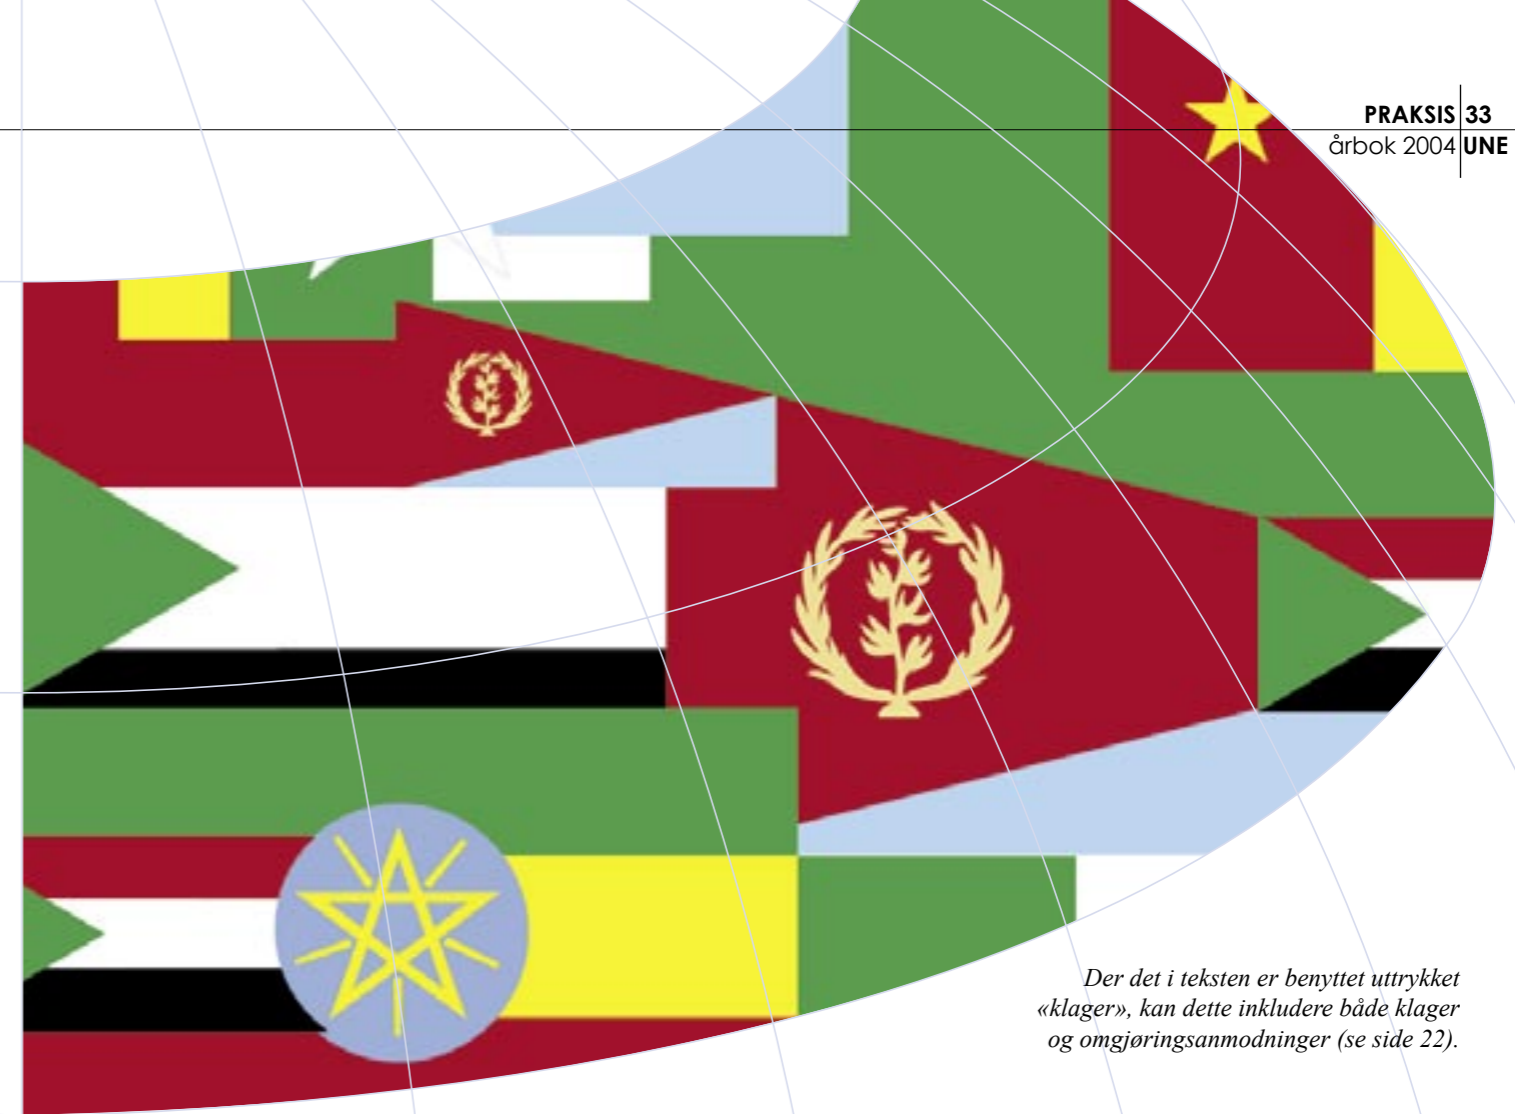 PRAKSIS 33
årbok 2004 UNE
Der det i teksten er benyttet uttrykket
«klager», kan dette inkludere både klager
og omgjøringsanmodninger (se side 22).